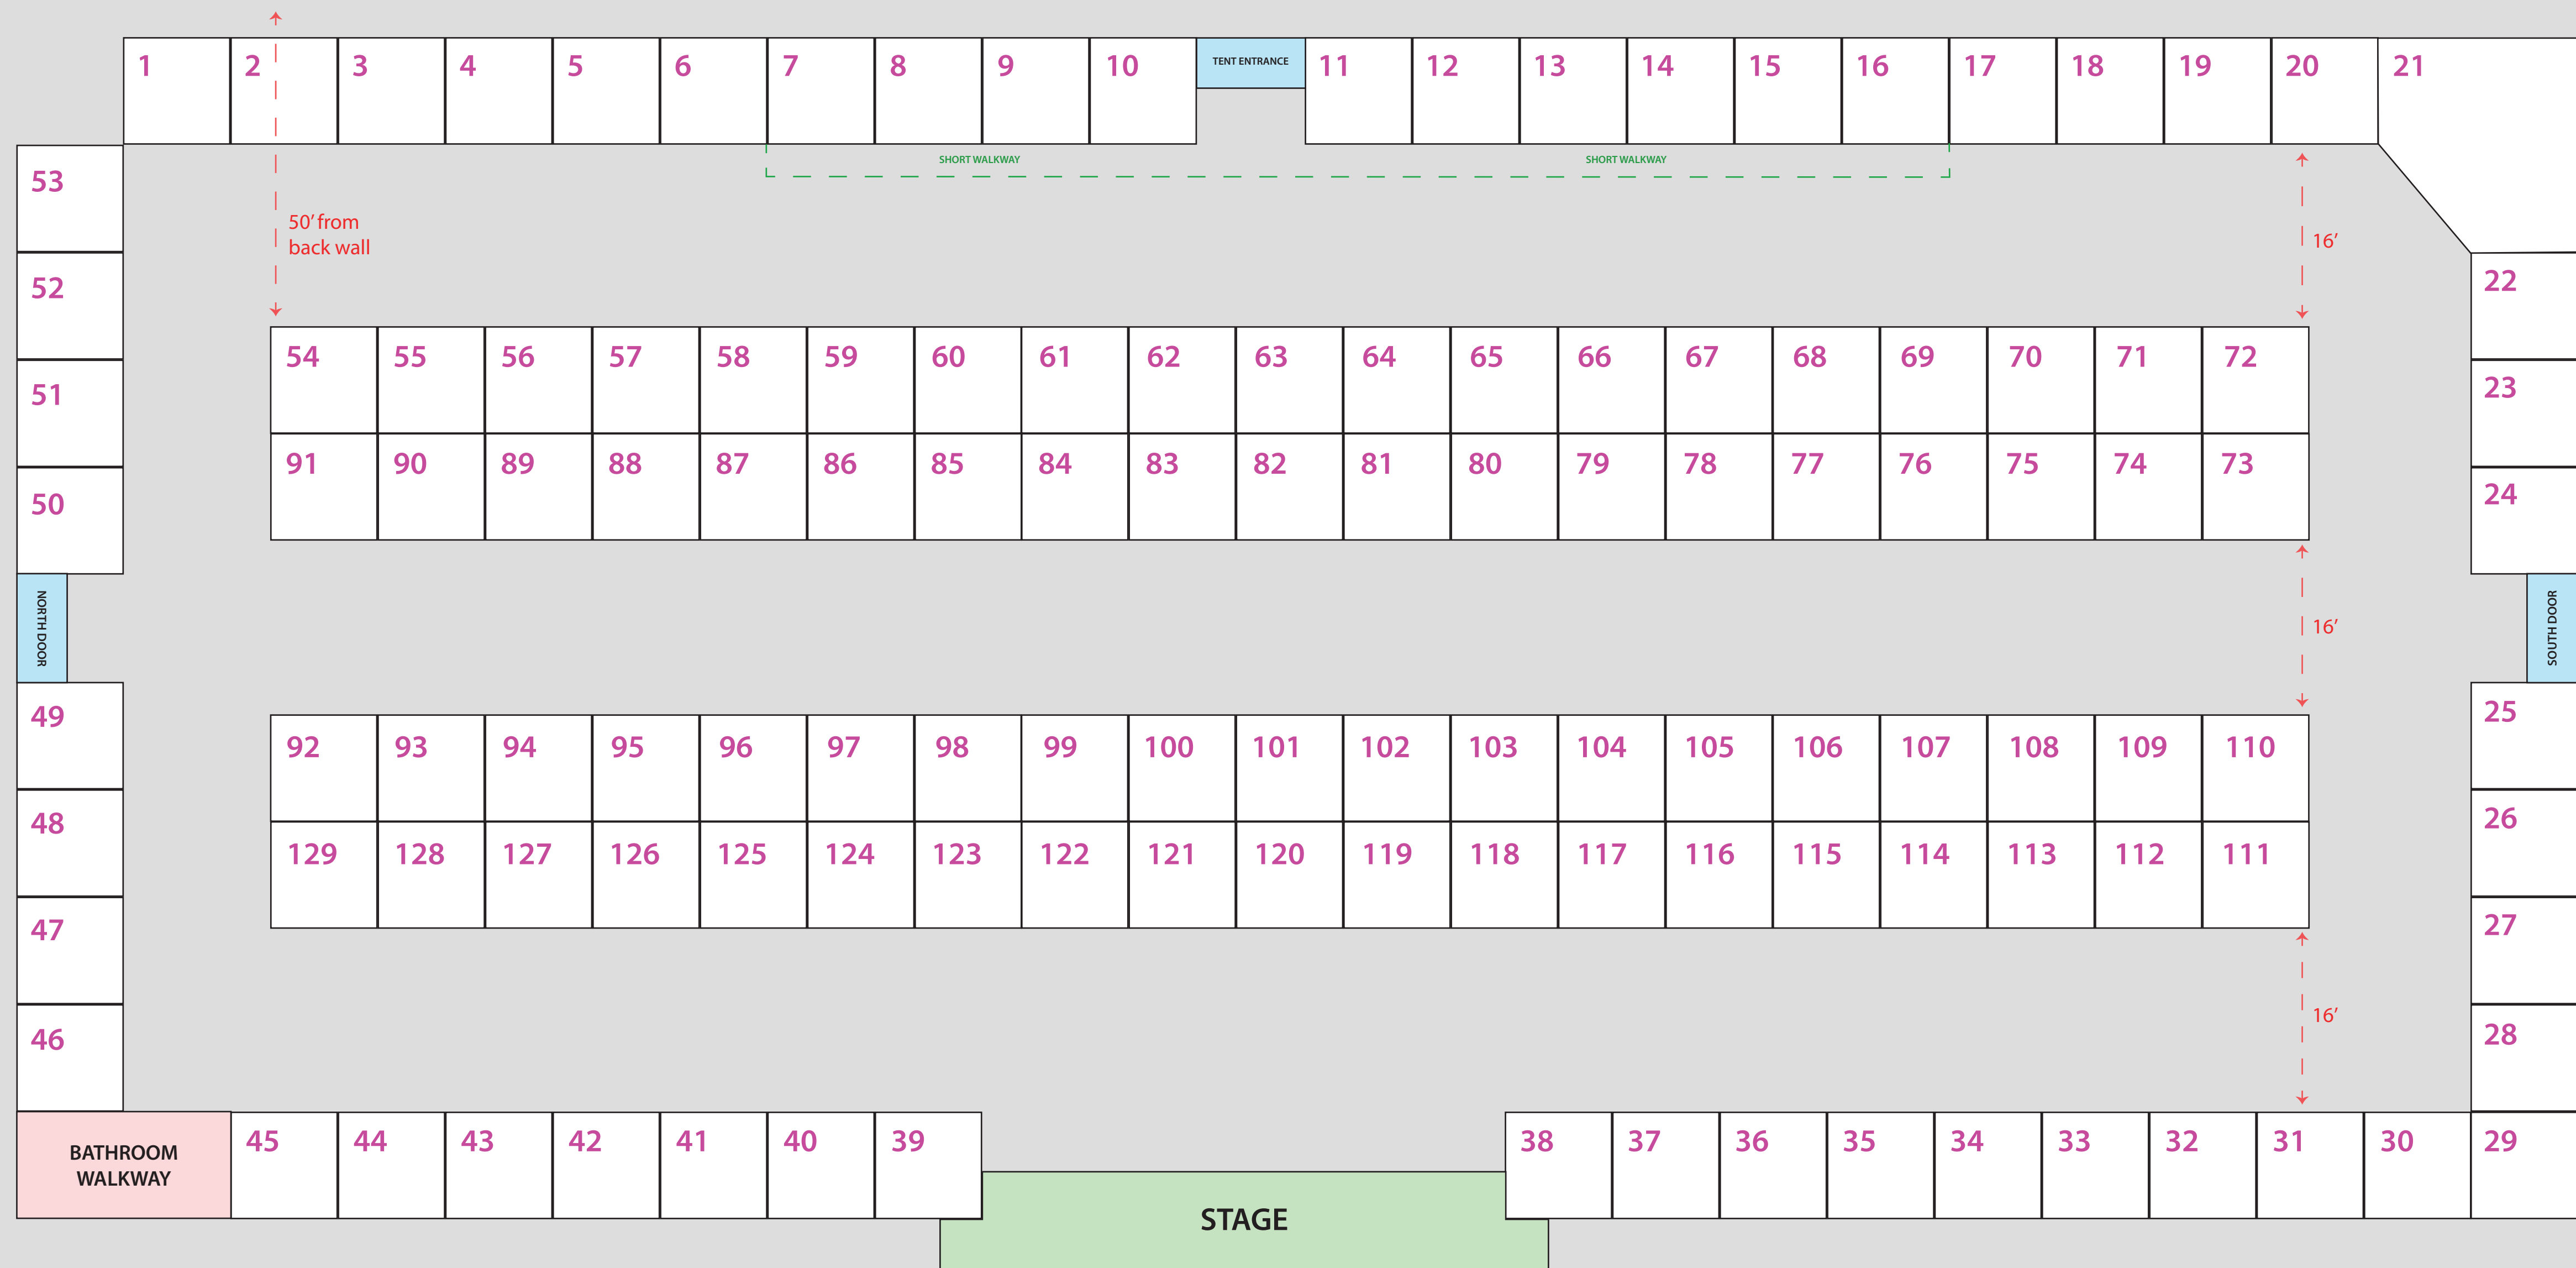 1 2 3 4 5 6 7 8 9 10 TENT ENTRANCE 11 12 13 14 15 16 17 18 19 20 21
SHORT WALKWAY SHORT WALKWAY
53
50' from
back wall
16'
52 22
54 55 56 57 58 59 60 61 62 63 64 65 66 67 68 69 70 71 72
51 23
91 90 89 88 87 86 85 84 83 82 81 80 79 78 77 76 75 74 73
50 24
NORTH DOOR 16' SOUTH DOOR
49 25
92 93 94 95 96 97 98 99 100 101 102 103 104 105 106 107 108 109 110
48 26
129 128 127 126 125 124 123 122 121 120 119 118 117 116 115 114 113 112 111
47 27
16'
46 28
BATHROOM
WALKWAY
45 44 43 42 41 40 39 38 37 36 35 34 33 32 31 30 29
STAGE